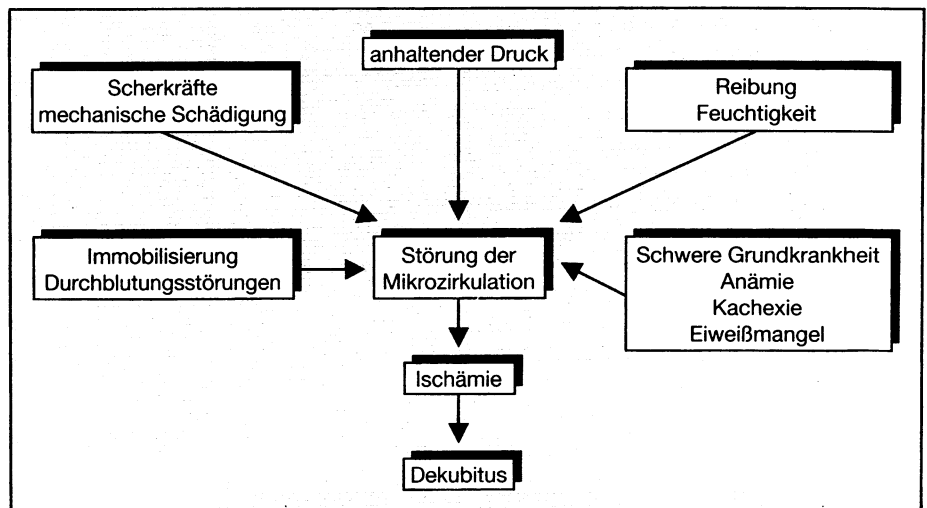 anhaltender Druck
Scherkräfte
mechanische Schädigung
Reibung
Feuchtigkeit
Immobilisierung
Durchblutungsstörungen
Störung der
Mikrozirkulation
Schwere Grundkrankheit
Anämie
Kachexie
Eiweißmangel
Ischämie
Dekubitus